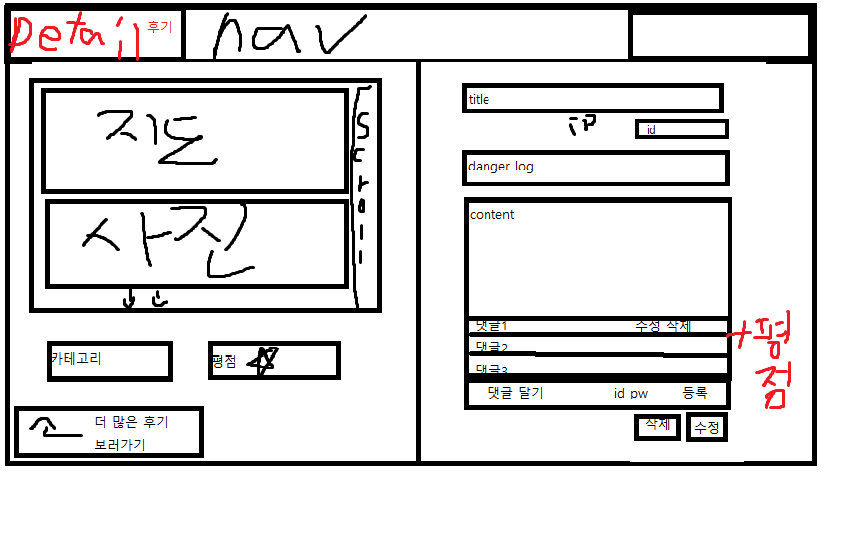 Detail 후기
nav
지도
사진
scroll
카테고리
평점
더 많은 후기
보러가기
title
IP
id
danger log
content
댓글1 수정 삭제
댓글2
댓글3
댓글 달기 id pw 등록
+평
점
삭제 수정